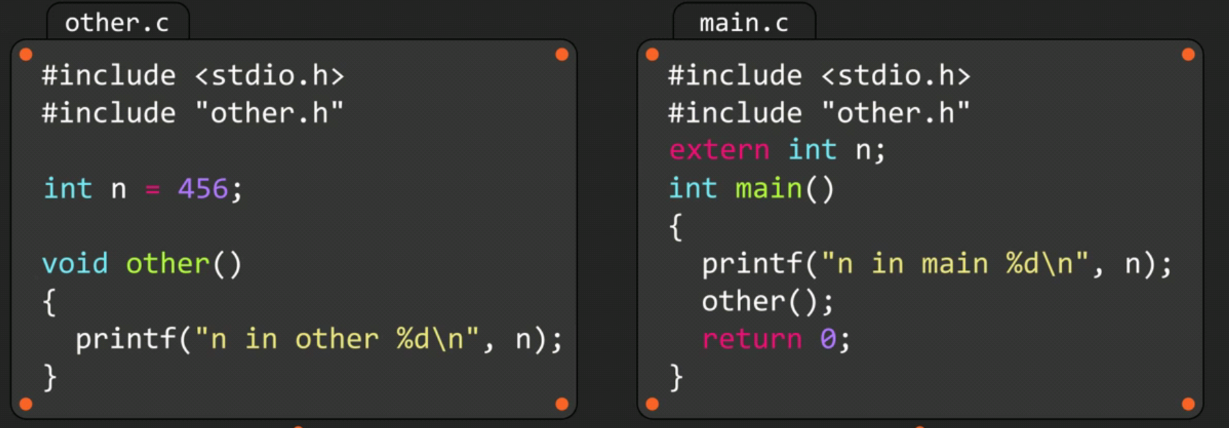 other.c
#include <stdio.h>
#include "other.h"
int n = 456;
void other()
{
printf("n in other %d\n", n);
}
main.c
#include <stdio.h>
#include "other.h"
extern int n;
int main()
{
printf("n in main %d\n", n);
other();
return 0;
}